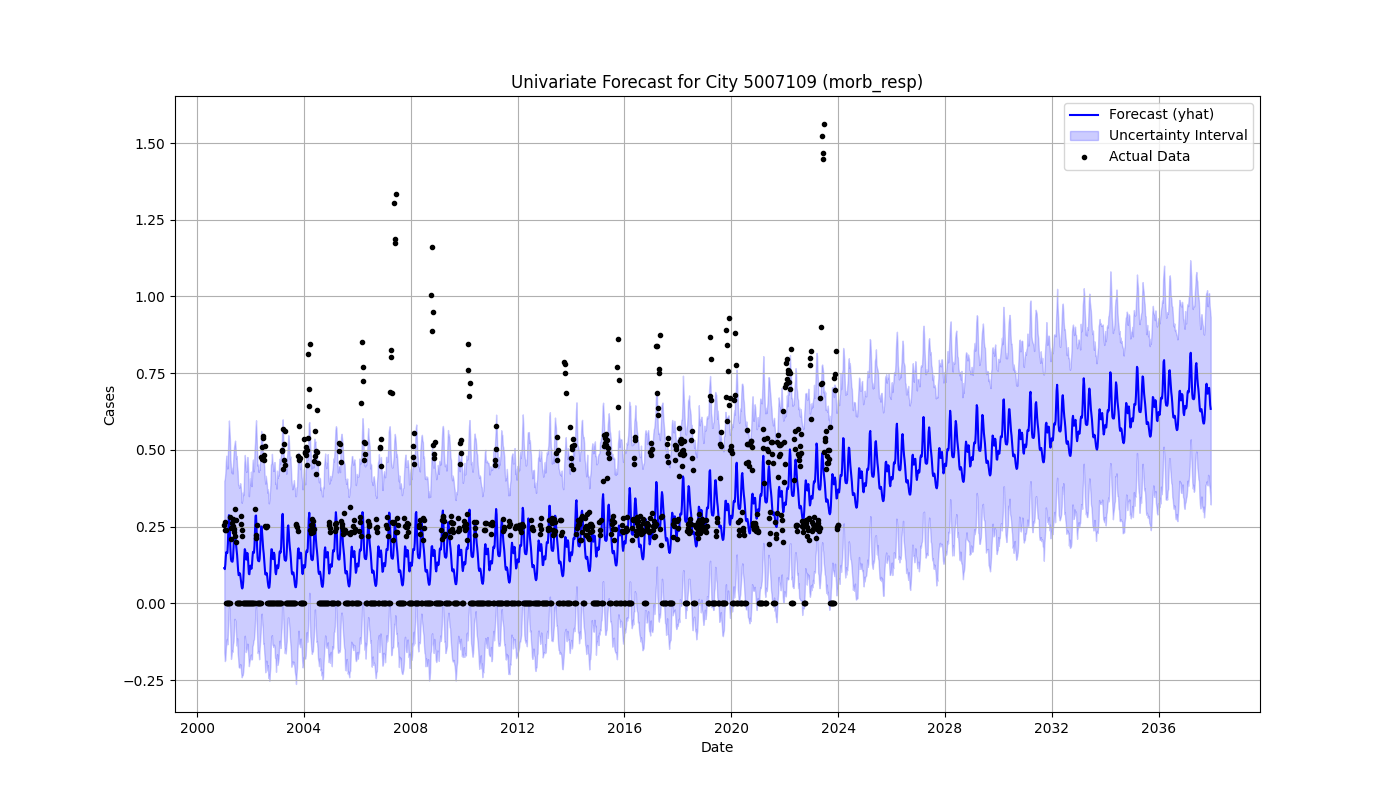 Univariate Forecast for City 5007109 (morb_resp)
Forecast (yhat)
Uncertainty Interval
Actual Data
Cases
1.50
1.25
1.00
0.75
0.50
0.25
0.00
−0.25
2000 2004 2008 2012 2016 2020 2024 2028 2032 2036
Date